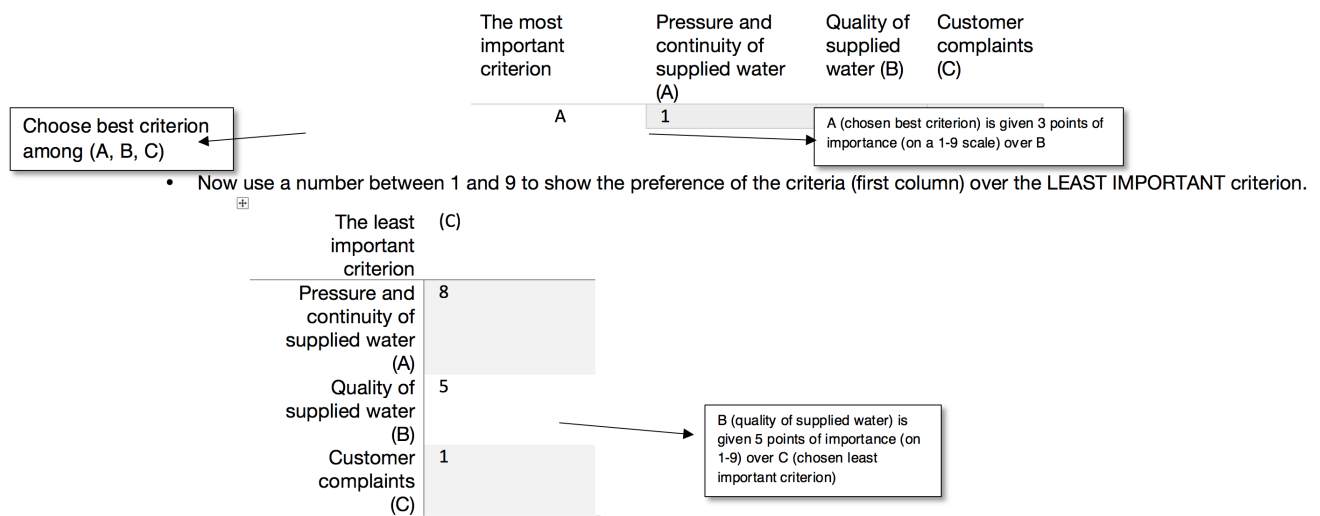 The most
important
criterion
Pressure and
continuity of
supplied water
(A)
Quality of
supplied
water (B)
Customer
complaints
(C)
A
1
Choose best criterion
among (A, B, C)
A (chosen best criterion) is given 3 points of
importance (on a 1-9 scale) over B
• Now use a number between 1 and 9 to show the preference of the criteria (first column) over the LEAST IMPORTANT criterion.
The least
important
criterion
(C)
Pressure and
continuity of
supplied water
(A)
8
Quality of
supplied water
(B)
5
Customer
complaints
(C)
1
B (quality of supplied water) is
given 5 points of importance (on
1-9) over C (chosen least
important criterion)